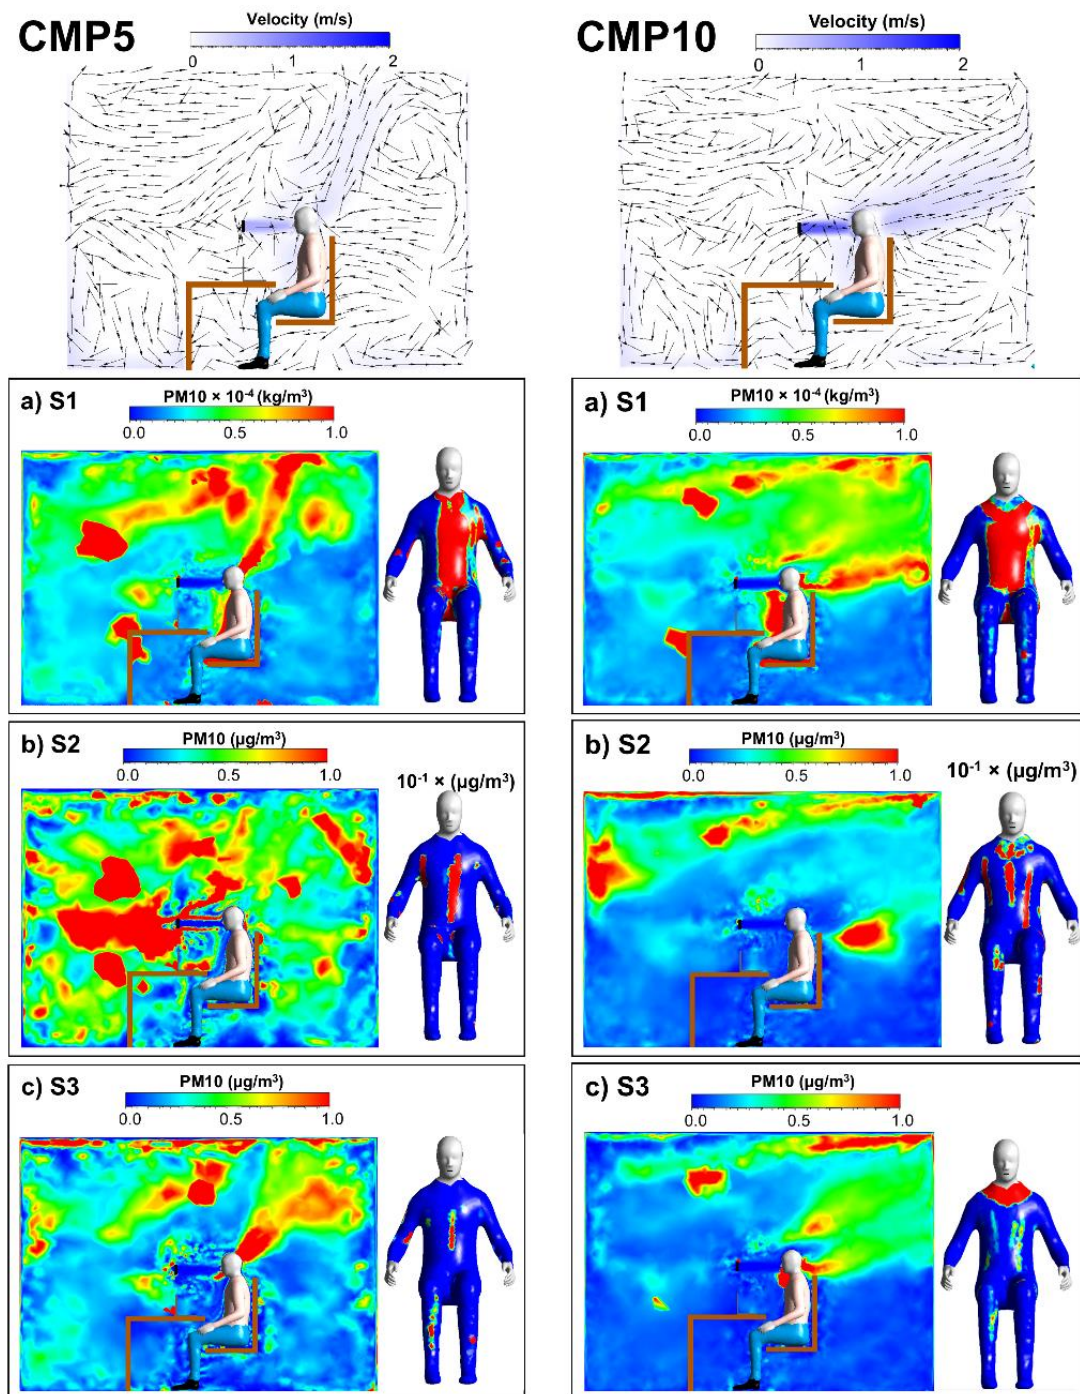 CMP5
Velocity (m/s)
0 1 2
CMP10
Velocity (m/s)
0 1 2
a) S1
PM10 × 10⁻⁴ (kg/m³)
0.0 0.5 1.0
a) S1
PM10 × 10⁻⁴ (kg/m³)
0.0 0.5 1.0
b) S2
PM10 (µg/m³)
0.0 0.5 1.0
10⁻¹ × (µg/m³)
b) S2
PM10 (µg/m³)
0.0 0.5 1.0
10⁻¹ × (µg/m³)
c) S3
PM10 (µg/m³)
0.0 0.5 1.0
c) S3
PM10 (µg/m³)
0.0 0.5 1.0